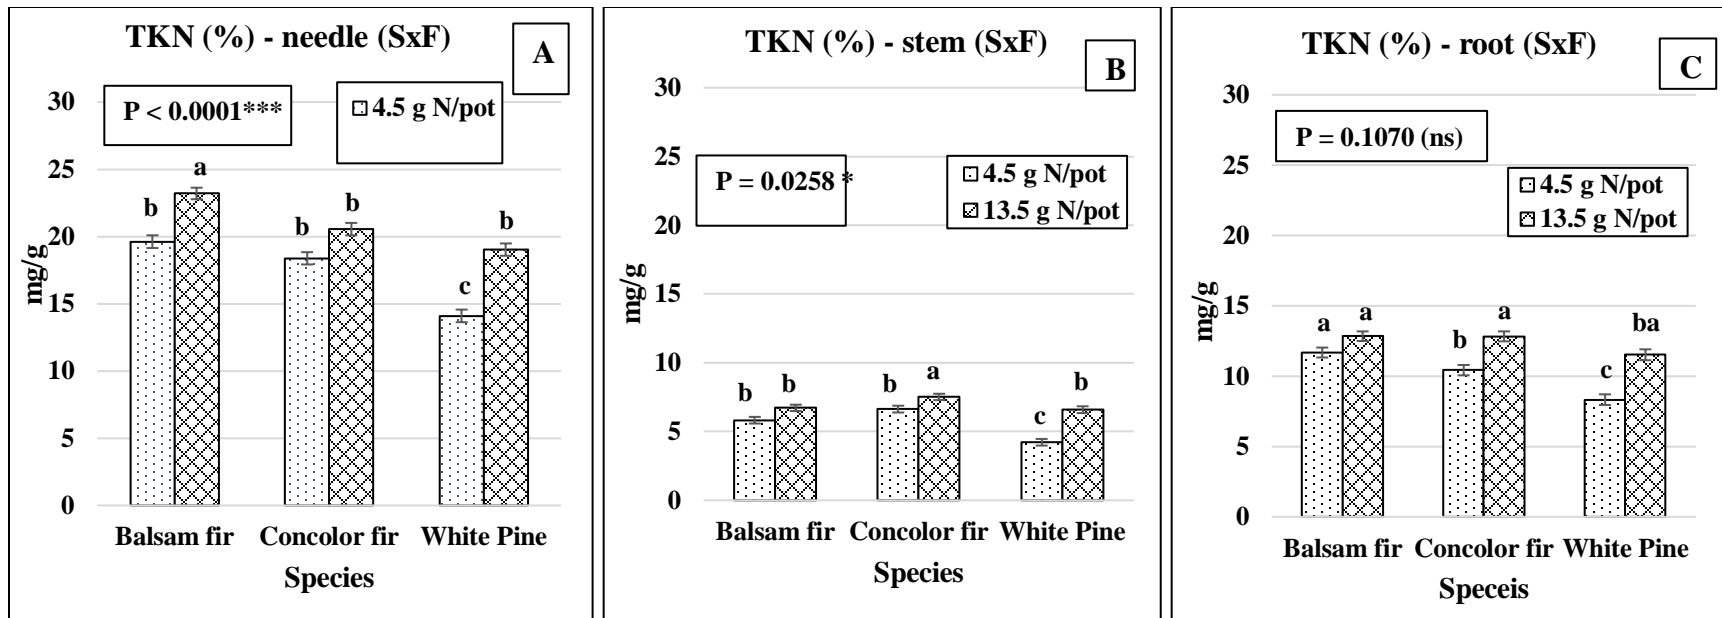 TKN (%) - needle (SxF)
A
P < 0.0001***
4.5 g N/pot
30
25
20
15
10
5
0
mg/g
b
a
b
b
c
b
Balsam fir
Concolor fir
White Pine
Species
TKN (%) - stem (SxF)
B
P = 0.0258 *
4.5 g N/pot
13.5 g N/pot
30
25
20
15
10
5
0
mg/g
b
b
b
a
c
b
Balsam fir
Concolor fir
White Pine
Species
TKN (%) - root (SxF)
C
P = 0.1070 (ns)
4.5 g N/pot
13.5 g N/pot
30
25
20
15
10
5
0
mg/g
a
a
b
a
c
ba
Balsam fir
Concolor fir
White Pine
Speceis